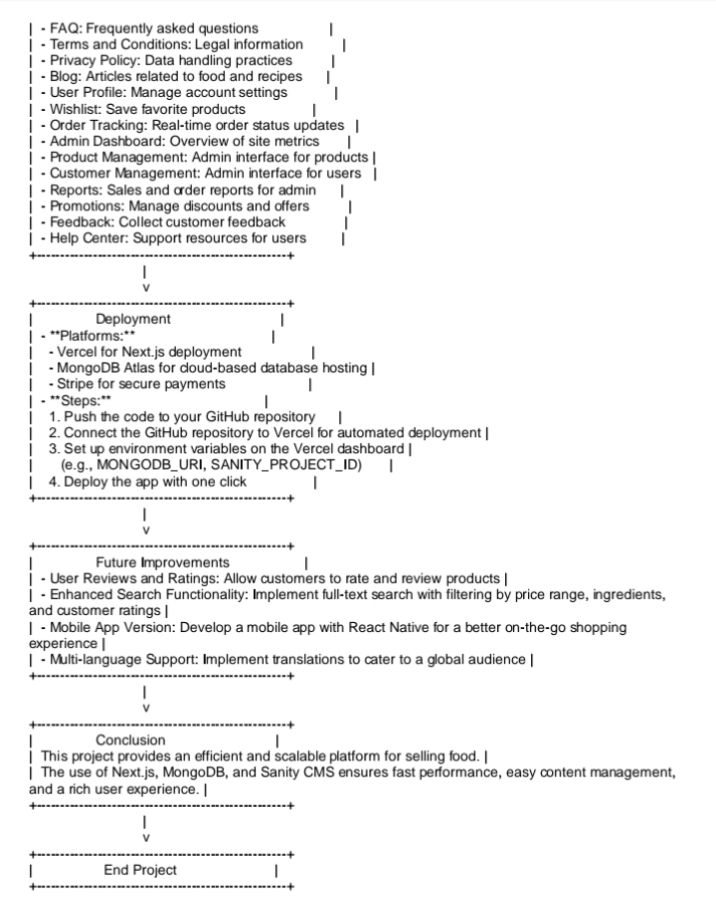 | - FAQ: Frequently asked questions |
| - Terms and Conditions: Legal information |
| - Privacy Policy: Data handling practices |
| - Blog: Articles related to food and recipes |
| - User Profile: Manage account settings |
| - Wishlist: Save favorite products |
| - Order Tracking: Real-time order status updates |
| - Admin Dashboard: Overview of site metrics |
| - Product Management: Admin interface for products |
| - Customer Management: Admin interface for users |
| - Reports: Sales and order reports for admin |
| - Promotions: Manage discounts and offers |
| - Feedback: Collect customer feedback |
| - Help Center: Support resources for users |
+--------------------------------------------------+
|
v
+--------------------------------------------------+
| Deployment |
| - **Platforms:** |
| - Vercel for Next.js deployment |
| - MongoDB Atlas for cloud-based database hosting |
| - Stripe for secure payments |
| - **Steps:** |
| 1. Push the code to your GitHub repository |
| 2. Connect the GitHub repository to Vercel for automated deployment |
| 3. Set up environment variables on the Vercel dashboard |
| (e.g., MONGODB_URI, SANITY_PROJECT_ID) |
| 4. Deploy the app with one click |
+--------------------------------------------------+
|
v
+--------------------------------------------------+
| Future Improvements |
| - User Reviews and Ratings: Allow customers to rate and review products |
| - Enhanced Search Functionality: Implement full-text search with filtering by price range, ingredients,
and customer ratings |
| - Mobile App Version: Develop a mobile app with React Native for a better on-the-go shopping
experience |
| - Multi-language Support: Implement translations to cater to a global audience |
+--------------------------------------------------+
|
v
+--------------------------------------------------+
| Conclusion |
| This project provides an efficient and scalable platform for selling food. |
| The use of Next.js, MongoDB, and Sanity CMS ensures fast performance, easy content management,
and a rich user experience. |
+--------------------------------------------------+
|
v
+--------------------------------------------------+
| End Project |
+--------------------------------------------------+